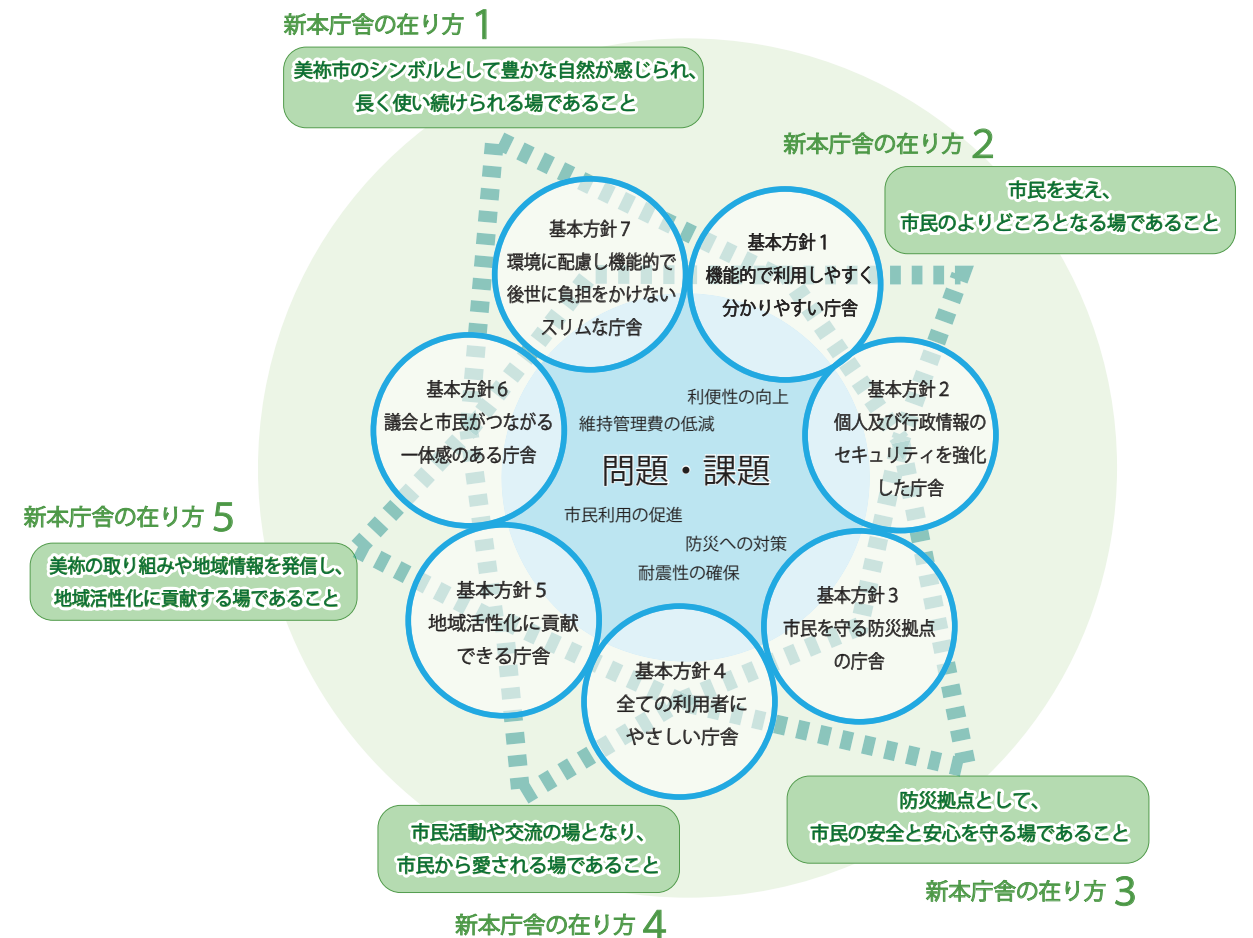 新本庁舎の在り方 1
美祢市のシンボルとして豊かな自然が感じられ、
長く使い続けられる場であること
新本庁舎の在り方 2
市民を支え、
市民のよりどころとなる場であること
基本方針7
環境に配慮し機能的で
後世に負担をかけない
スリムな庁舎
基本方針1
機能的で利用しやすく
分かりやすい庁舎
基本方針6
議会と市民がつながる
一体感のある庁舎
基本方針2
個人及び行政情報の
セキュリティを強化
した庁舎
利便性の向上
維持管理費の低減
問題・課題
市民利用の促進
防災への対策
耐震性の確保
新本庁舎の在り方 5
美祢の取り組みや地域情報を発信し、
地域活性化に貢献する場であること
基本方針5
地域活性化に貢献
できる庁舎
基本方針3
市民を守る防災拠点
の庁舎
基本方針4
全ての利用者に
やさしい庁舎
市民活動や交流の場となり、
市民から愛される場であること
新本庁舎の在り方 4
防災拠点として、
市民の安全と安心を守る場であること
新本庁舎の在り方 3